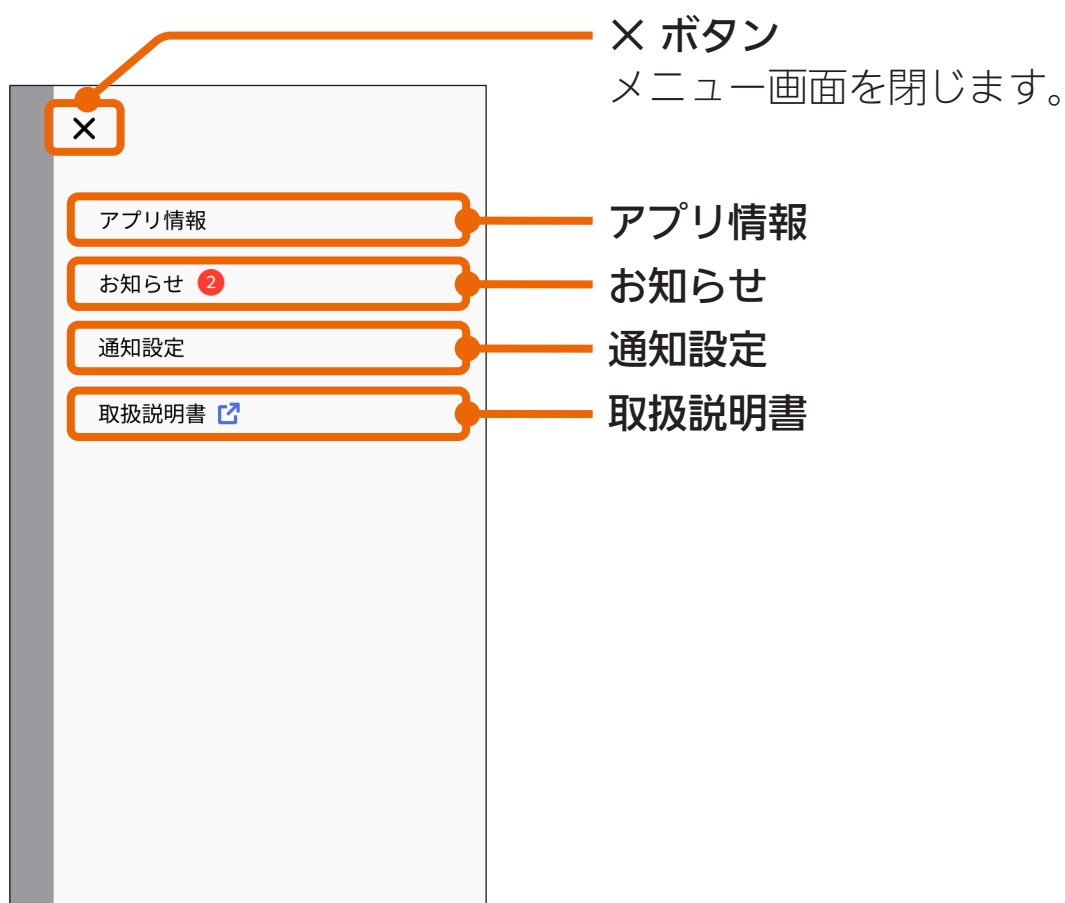 × ボタン
メニュー画面を閉じます。
×
アプリ情報
アプリ情報
お知らせ 2
お知らせ
通知設定
通知設定
取扱説明書
取扱説明書